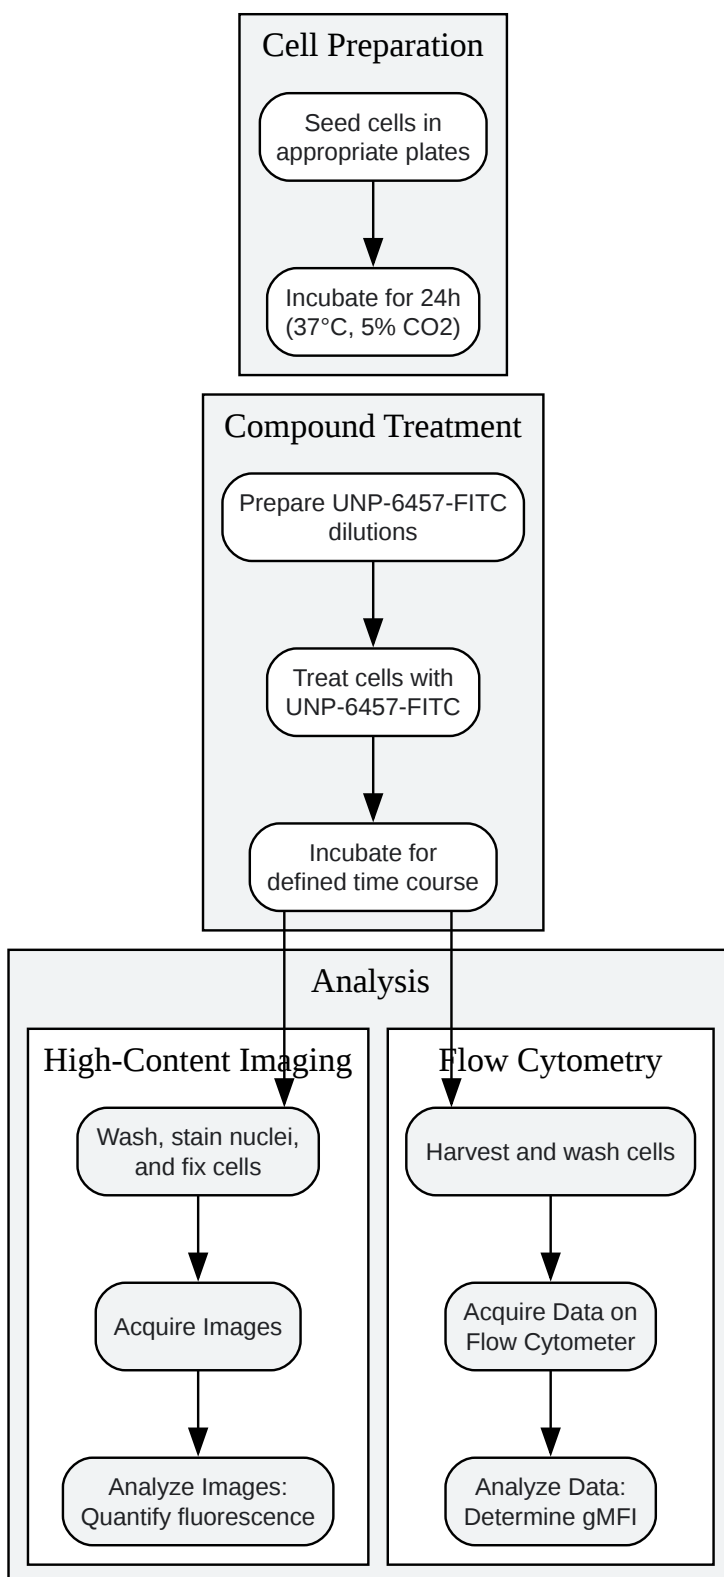 Cell Preparation
Seed cells in
appropriate plates
Incubate for 24h
(37°C, 5% CO2)
Compound Treatment
Prepare UNP-6457-FITC
dilutions
Treat cells with
UNP-6457-FITC
Incubate for
defined time course
Analysis
High-Content Imaging
Wash, stain nuclei,
and fix cells
Acquire Images
Analyze Images:
Quantify fluorescence
Flow Cytometry
Harvest and wash cells
Acquire Data on
Flow Cytometer
Analyze Data:
Determine gMFI